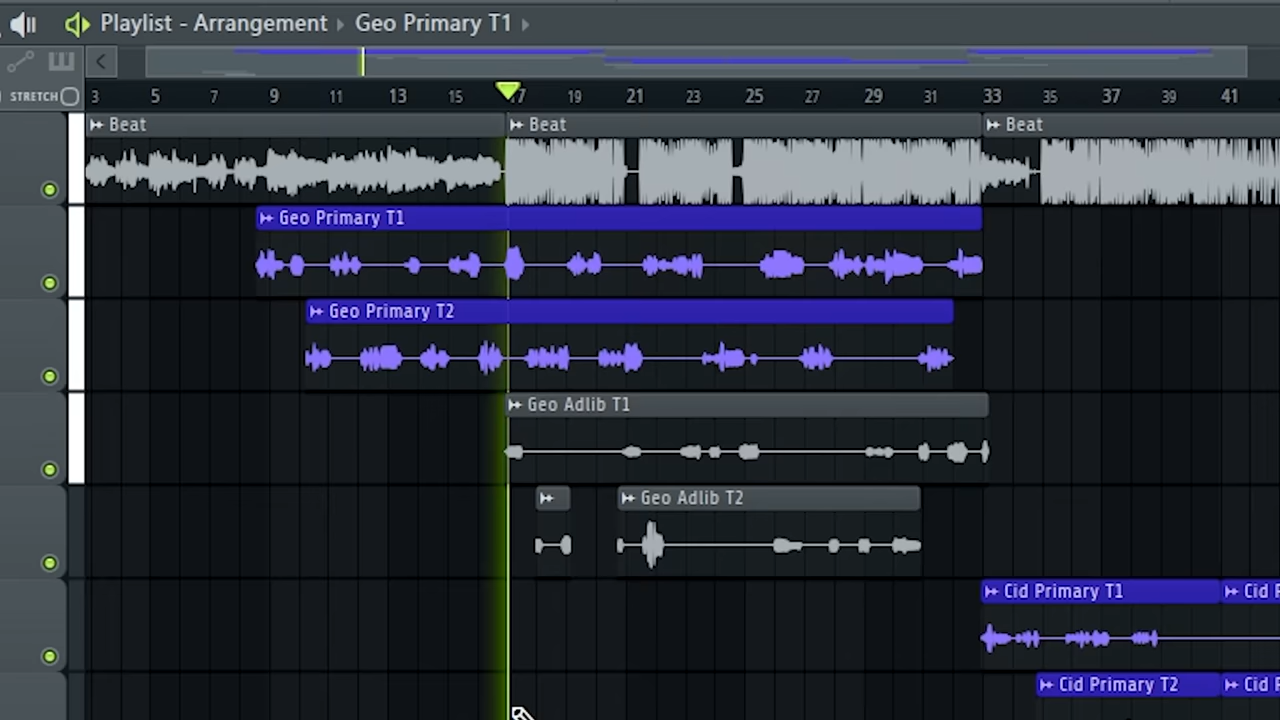 Playlist - Arrangement › Geo Primary T1 ›
STRETCH
3 5 7 9 11 13 15 17 19 21 23 25 27 29 31 33 35 37 39 41
Beat Beat Beat
Geo Primary T1
Geo Primary T2
Geo Adlib T1
Geo Adlib T2
Cid Primary T1 Cid
Cid Primary T2 Cid